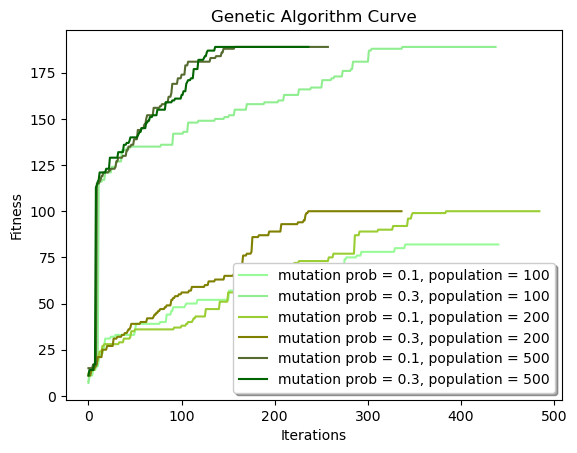 Genetic Algorithm Curve
Fitness
175
150
125
100
75
50
25
0
mutation prob = 0.1, population = 100
mutation prob = 0.3, population = 100
mutation prob = 0.1, population = 200
mutation prob = 0.3, population = 200
mutation prob = 0.1, population = 500
mutation prob = 0.3, population = 500
0 100 200 300 400 500
Iterations